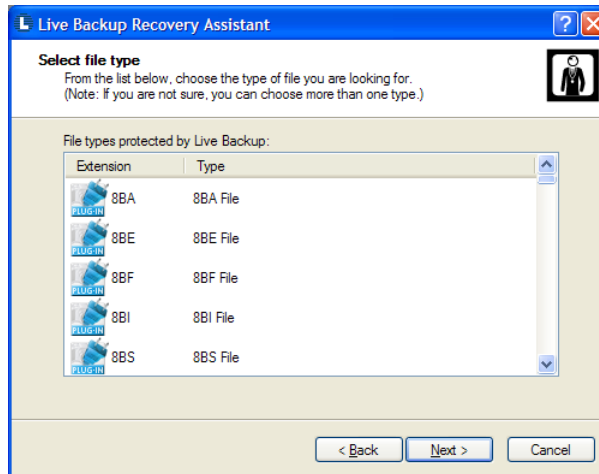 L Live Backup Recovery Assistant
Select file type
From the list below, choose the type of file you are looking for.
(Note: If you are not sure, you can choose more than one type.)
File types protected by Live Backup:
Extension Type
PLUG-IN 8BA 8BA File
PLUG-IN 8BE 8BE File
PLUG-IN 8BF 8BF File
PLUG-IN 8BI 8BI File
PLUG-IN 8BS 8BS File
< Back Next > Cancel